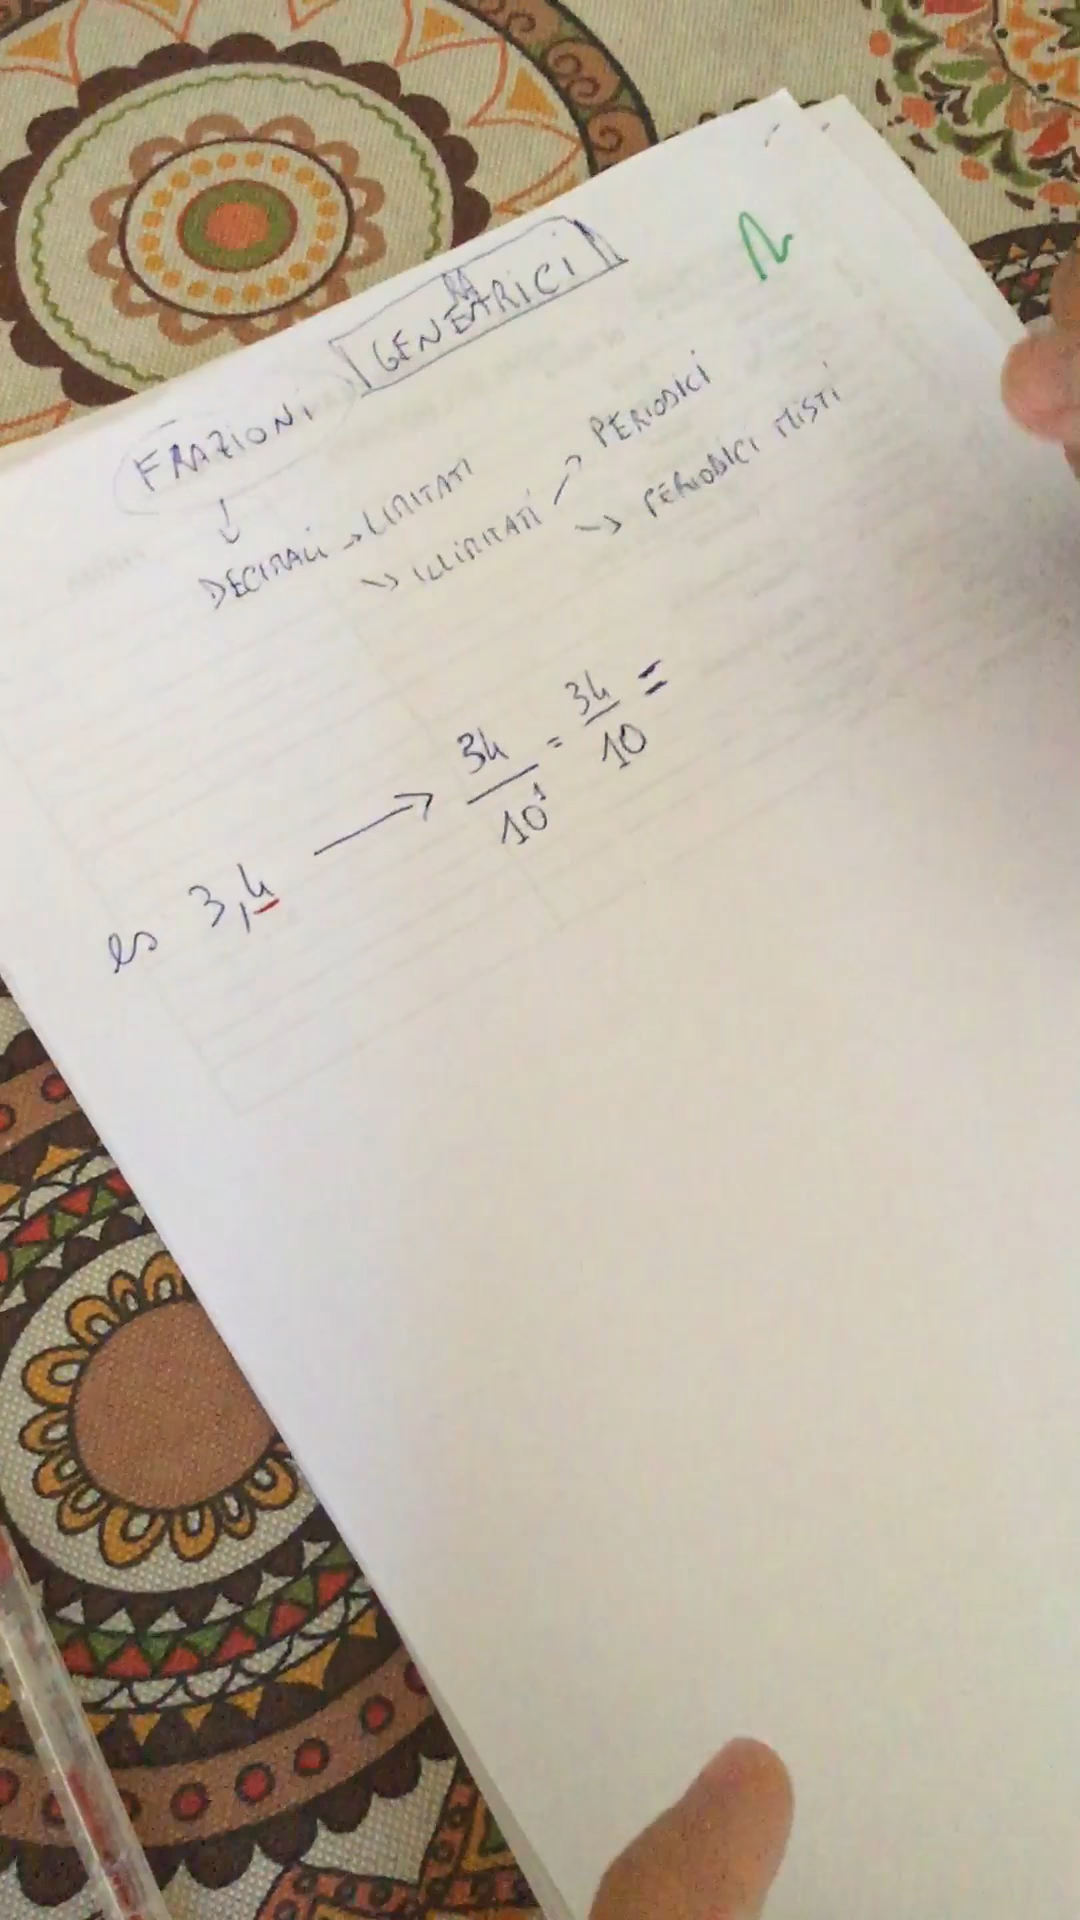 FRAZIONI GENERATRICI
DECIMALI → LIMITATI
↘ ILLIMITATI ↗ PERIODICI
↘ PERIODICI MISTI
es 3,4 → 34/10¹ = 34/10 =